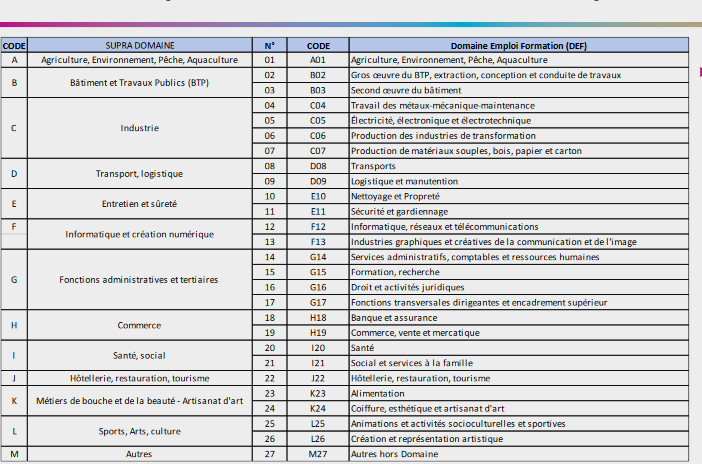 CODE SUPRA DOMAINE N° CODE Domaine Emploi Formation (DEF)
A Agriculture, Environnement, Pêche, Aquaculture 01 A01 Agriculture, Environnement, Pêche, Aquaculture
B Bâtiment et Travaux Publics (BTP) 02 B02 Gros œuvre du BTP, extraction, conception et conduite de travaux
03 B03 Second œuvre du bâtiment
C Industrie 04 C04 Travail des métaux-mécanique-maintenance
05 C05 Électricité, électronique et électrotechnique
06 C06 Production des industries de transformation
07 C07 Production de matériaux souples, bois, papier et carton
D Transport, logistique 08 D08 Transports
09 D09 Logistique et manutention
E Entretien et sûreté 10 E10 Nettoyage et Propreté
11 E11 Sécurité et gardiennage
F Informatique et création numérique 12 F12 Informatique, réseaux et télécommunications
13 F13 Industries graphiques et créatives de la communication et de l'image
G Fonctions administratives et tertiaires 14 G14 Services administratifs, comptables et ressources humaines
15 G15 Formation, recherche
16 G16 Droit et activités juridiques
17 G17 Fonctions transversales dirigeantes et encadrement supérieur
H Commerce 18 H18 Banque et assurance
19 H19 Commerce, vente et mercatique
I Santé, social 20 I20 Santé
21 I21 Social et services à la famille
J Hôtellerie, restauration, tourisme 22 J22 Hôtellerie, restauration, tourisme
K Métiers de bouche et de la beauté - Artisanat d'art 23 K23 Alimentation
24 K24 Coiffure, esthétique et artisanat d'art
L Sports, Arts, culture 25 L25 Animations et activités socioculturelles et sportives
26 L26 Création et représentation artistique
M Autres 27 M27 Autres hors Domaine